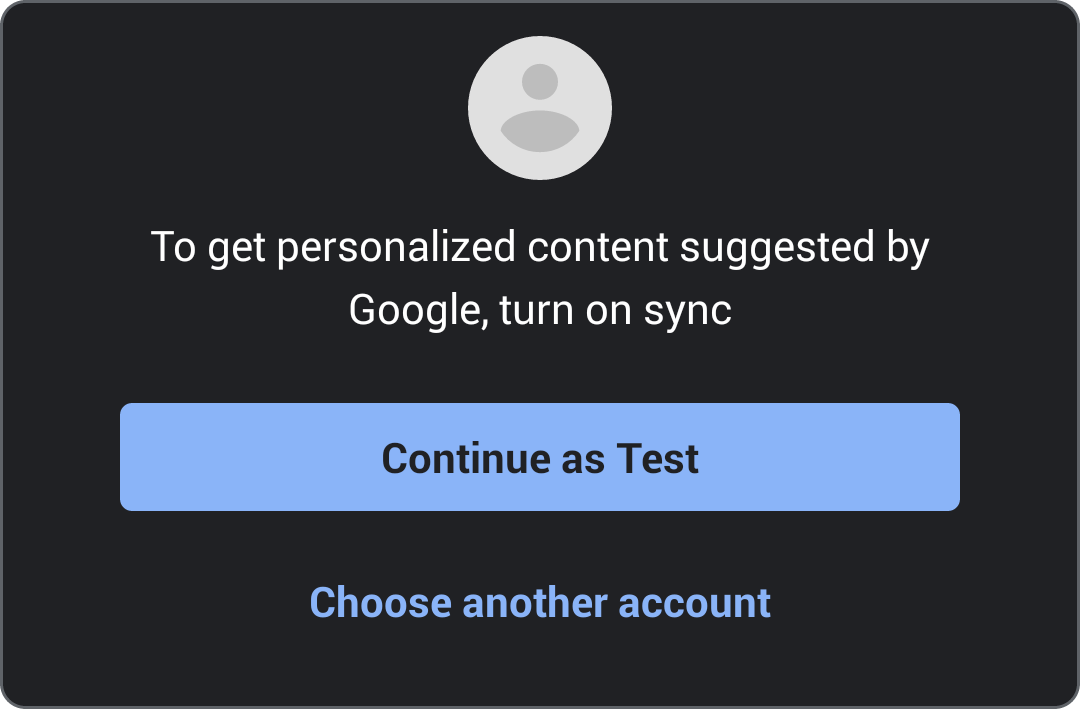 To get personalized content suggested by
Google, turn on sync
Continue as Test
Choose another account